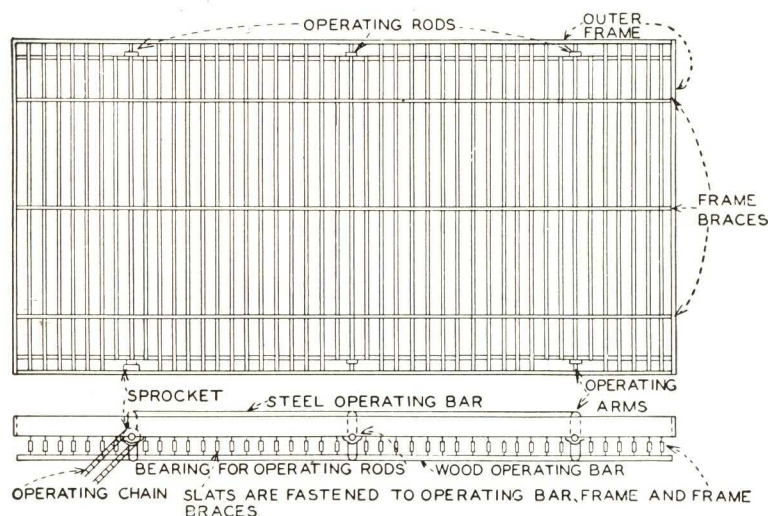 OPERATING RODS
OUTER
FRAME
FRAME
BRACES
SPROCKET
STEEL OPERATING BAR
OPERATING
ARMS
BEARING FOR OPERATING RODS
WOOD OPERATING BAR
OPERATING CHAIN
SLATS ARE FASTENED TO OPERATING BAR, FRAME AND FRAME
BRACES